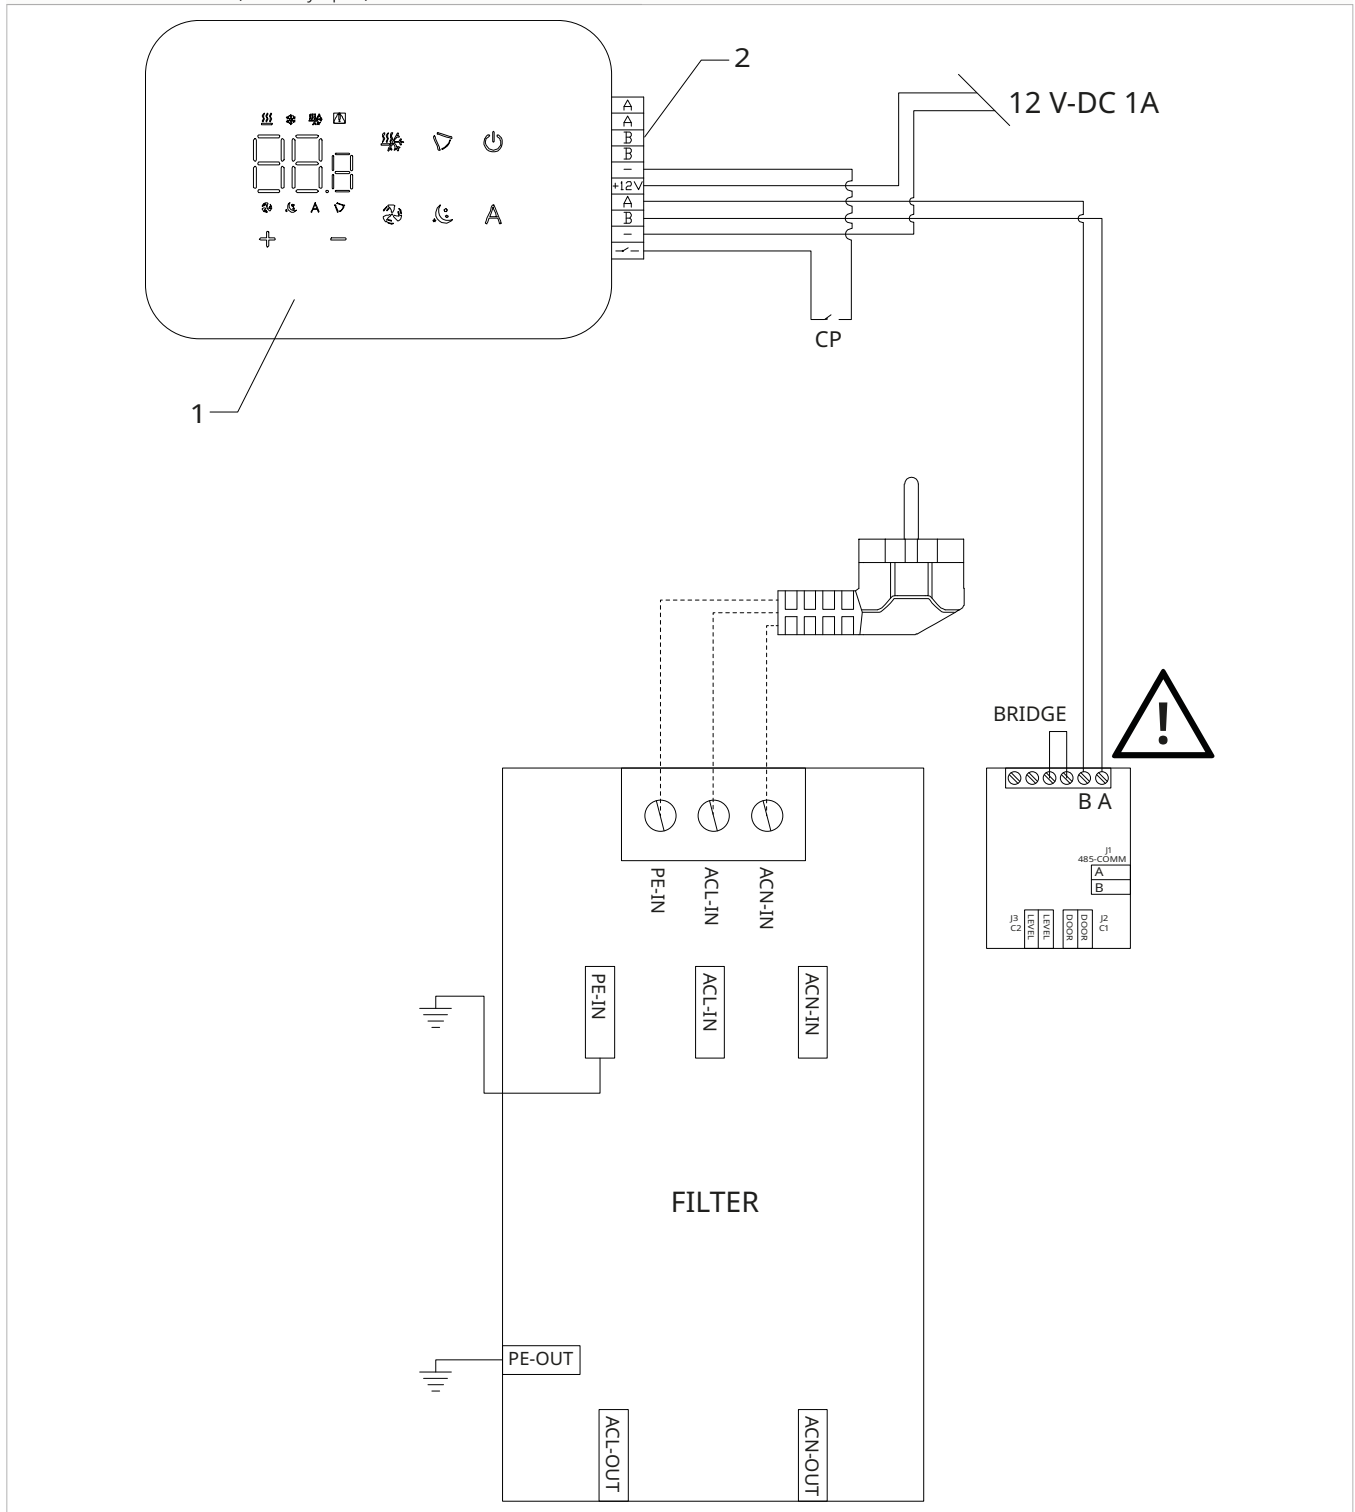 2
12 V-DC 1A
A
A
B
B
−
+12V
A
B
−
A
A
CP
1
BRIDGE
!
B A
J1
485-COMM
A
B
J3
C2
LEVEL
LEVEL
DOOR
DOOR
J2
C1
PE-IN
ACL-IN
ACN-IN
PE-IN
ACL-IN
ACN-IN
FILTER
PE-OUT
ACL-OUT
ACN-OUT